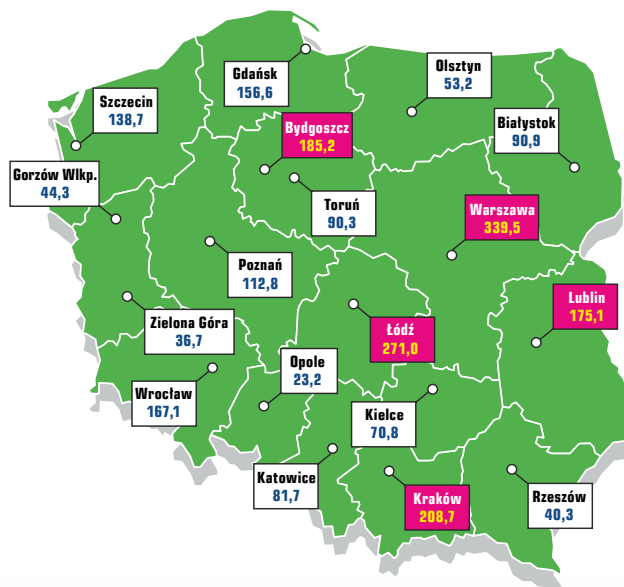 Gdańsk
156,6
Olsztyn
53,2
Szczecin
138,7
Bydgoszcz
185,2
Białystok
90,9
Gorzów Wlkp.
44,3
Toruń
90,3
Warszawa
339,5
Poznań
112,8
Lublin
175,1
Zielona Góra
36,7
Łódź
271,0
Opole
23,2
Wrocław
167,1
Kielce
70,8
Katowice
81,7
Kraków
208,7
Rzeszów
40,3